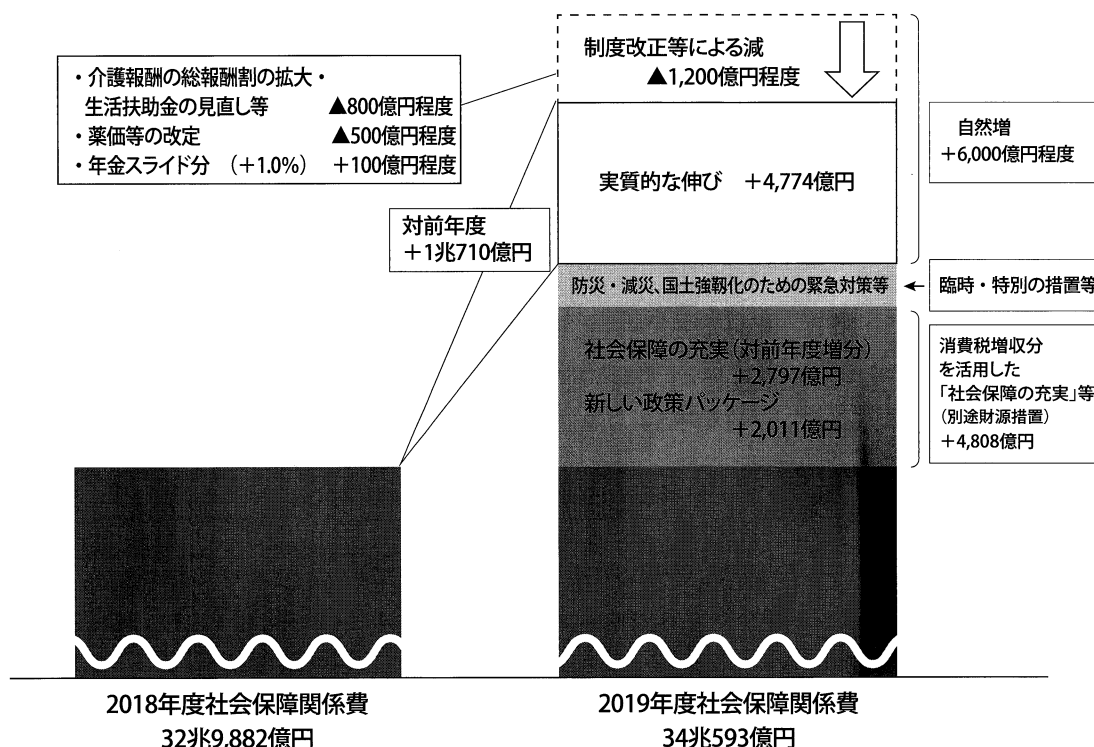 制度改正等による減
▲1,200億円程度
・介護報酬の総報酬割の拡大・
生活扶助金の見直し等 ▲800億円程度
・薬価等の改定 ▲500億円程度
・年金スライド分 （＋1.0%） ＋100億円程度
自然増
＋6,000億円程度
実質的な伸び ＋4,774億円
対前年度
＋1兆710億円
防災・減災、国土強靱化のための緊急対策等
臨時・特別の措置等
社会保障の充実（対前年度増分）
＋2,797億円
新しい政策パッケージ
＋2,011億円
消費税増収分
を活用した
「社会保障の充実」等
（別途財源措置）
＋4,808億円
2018年度社会保障関係費
32兆9,882億円
2019年度社会保障関係費
34兆593億円